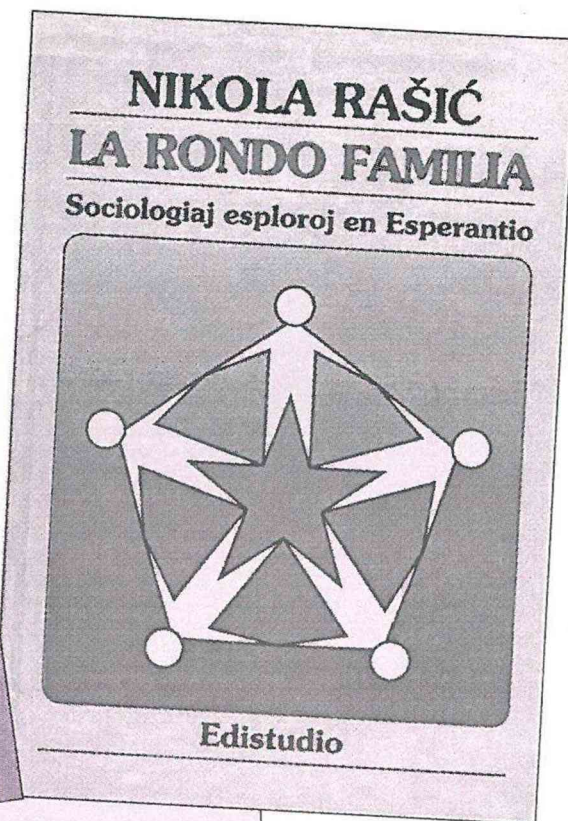 NIKOLA RAŠIĆ
LA RONDO FAMILIA
Sociologiaj esploroj en Esperantio
Edistudio